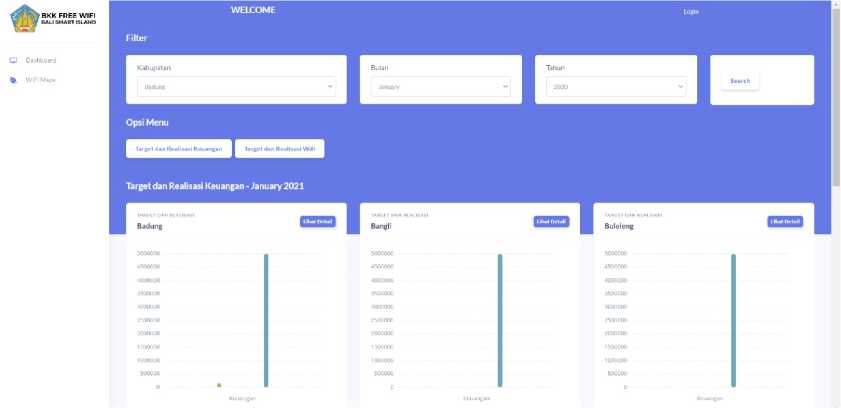 BKK FREE WIFI
BALI SMART ISLAND
WELCOME
Login
Dashboard
WiFi Maps
Filter
Kabupaten
Badung
Bulan
January
Tahun
2020
Search
Opsi Menu
Target dan Realisasi Keuangan
Target dan Realisasi Wifi
Target dan Realisasi Keuangan - January 2021
TARGET DAN REALISASI
Badung
Lihat Detail
TARGET DAN REALISASI
Bangli
Lihat Detail
TARGET DAN REALISASI
Buleleng
Lihat Detail
5000000
4500000
4000000
3500000
3000000
2500000
2000000
1500000
1000000
500000
0
Keuangan
5000000
4500000
4000000
3500000
3000000
2500000
2000000
1500000
1000000
500000
0
Keuangan
5000000
4500000
4000000
3500000
3000000
2500000
2000000
1500000
1000000
500000
0
Keuangan